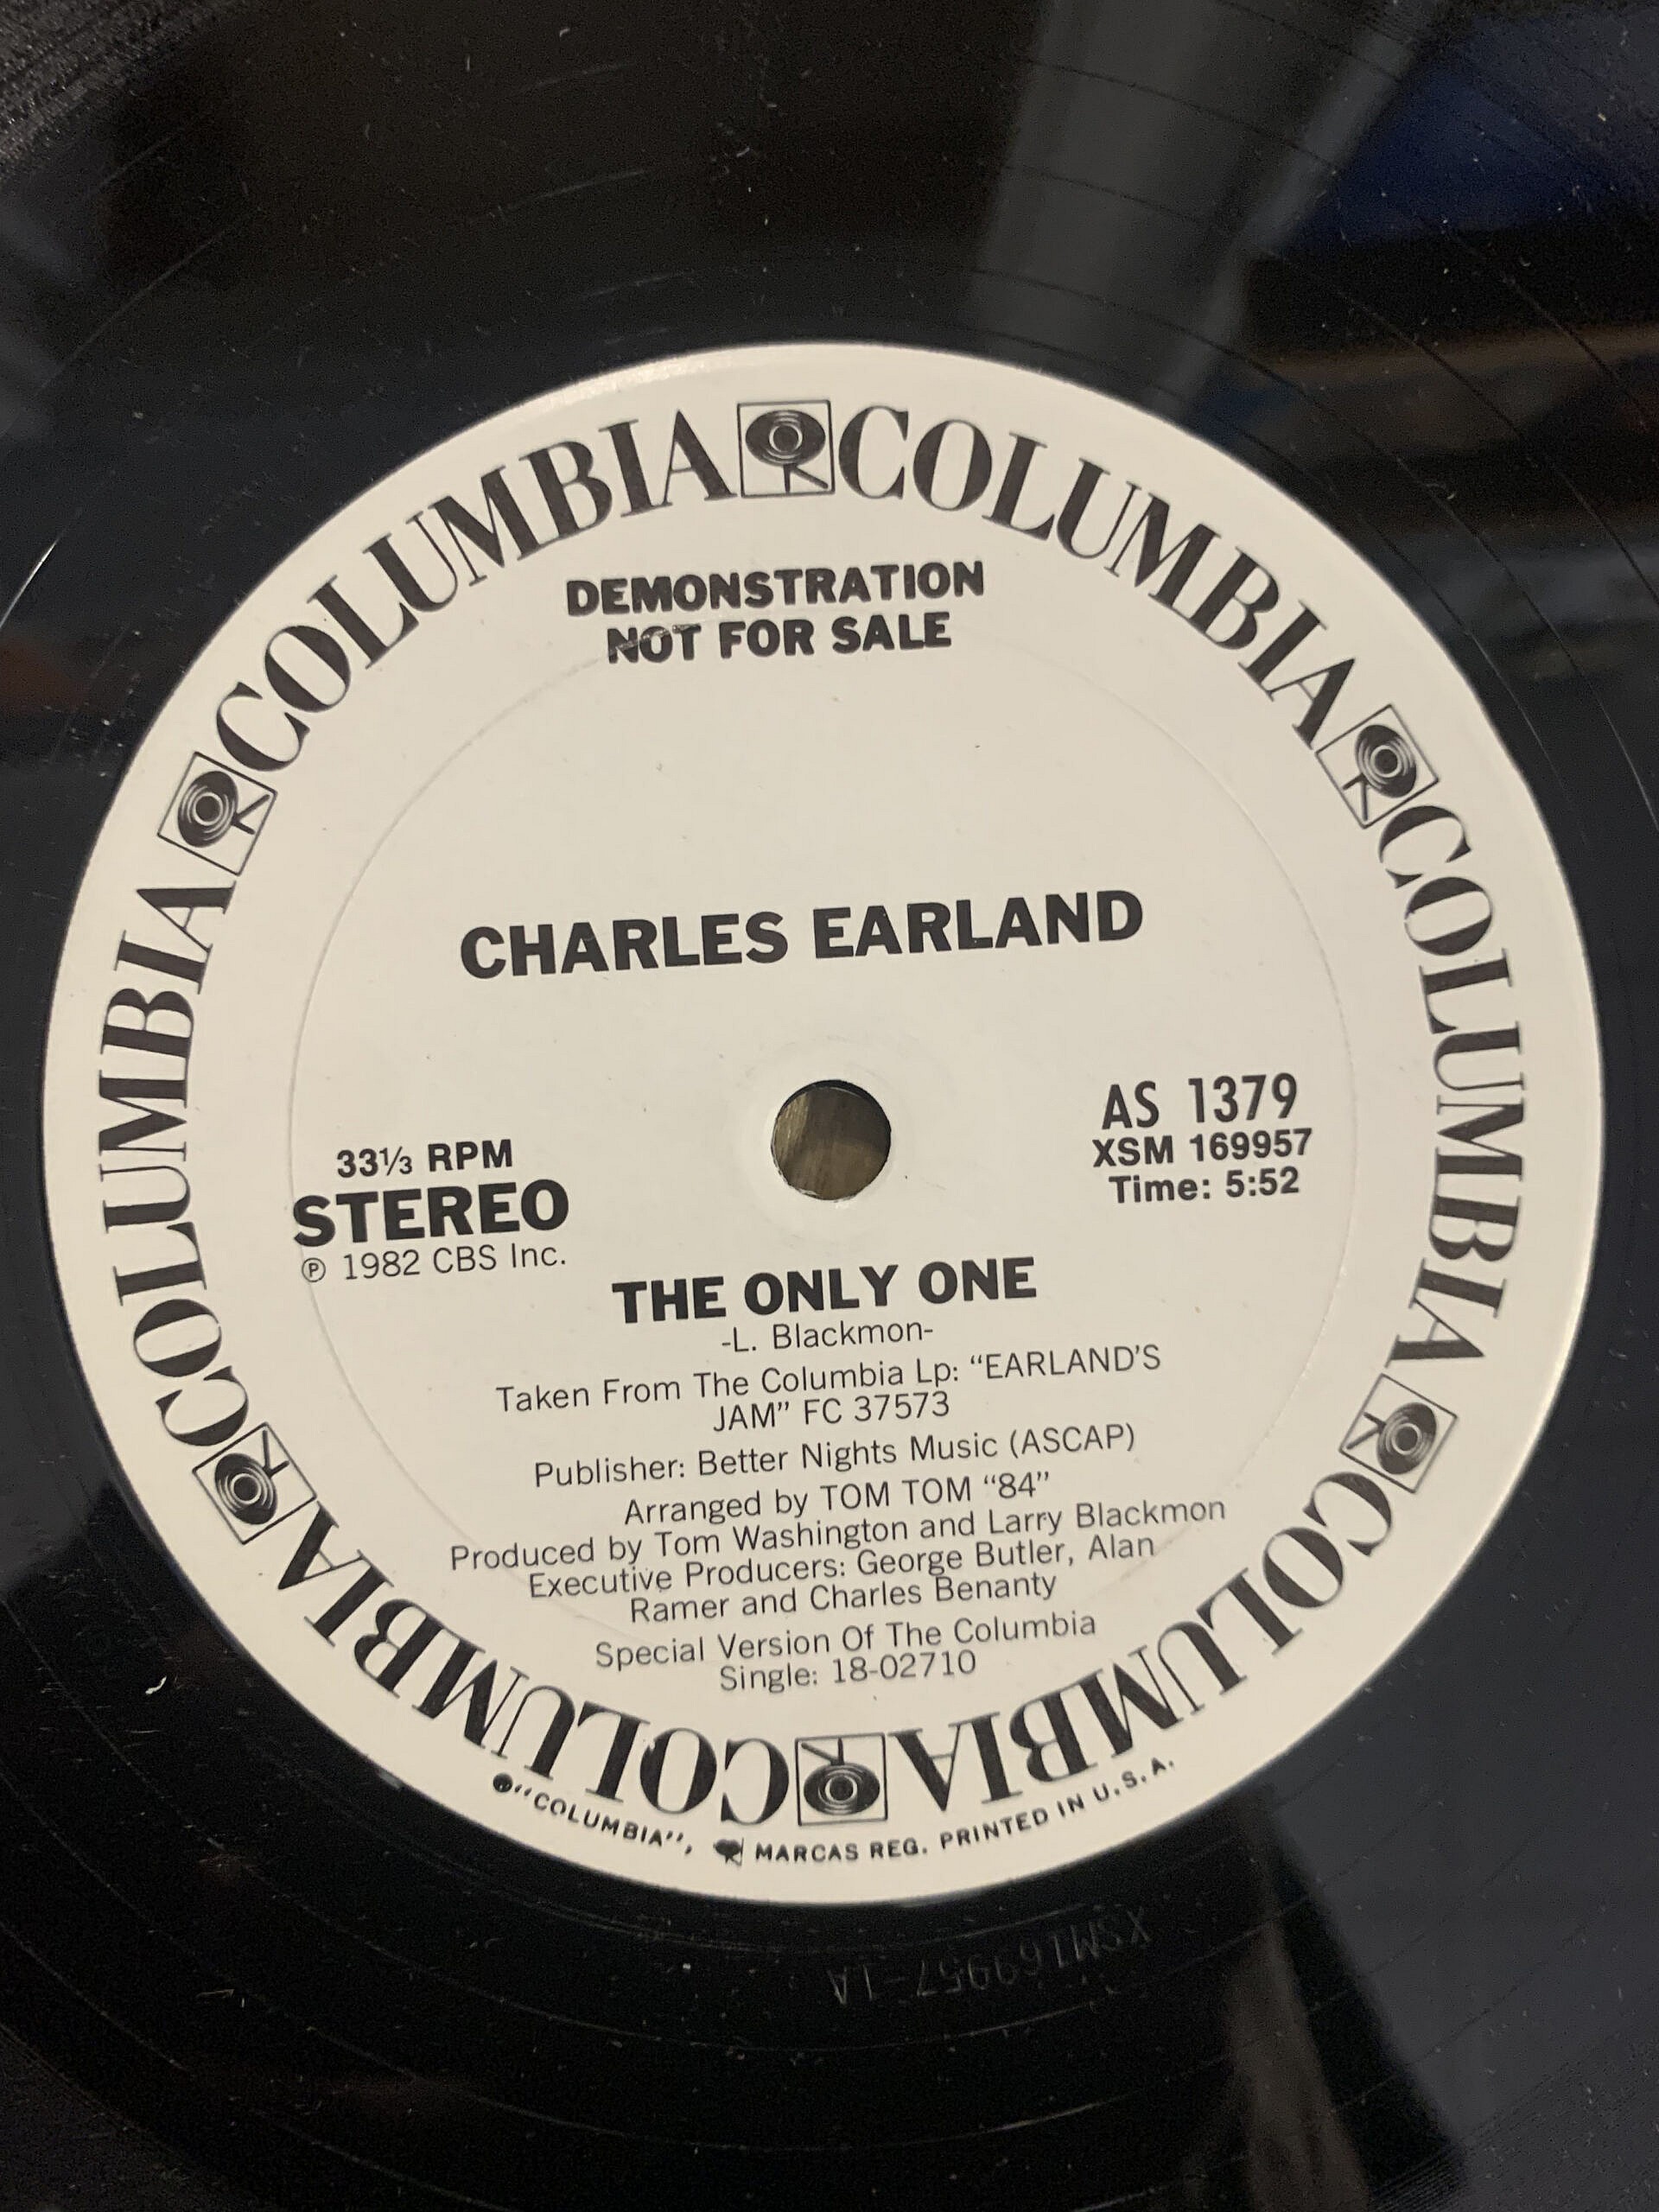 COLUMBIA COLUMBIA COLUMBIA COLUMBIA COLUMBIA COLUMBIA
DEMONSTRATION
NOT FOR SALE
CHARLES EARLAND
33⅓ RPM
STEREO
℗ 1982 CBS Inc.
AS 1379
XSM 169957
Time: 5:52
THE ONLY ONE
-L. Blackmon-
Taken From The Columbia Lp: “EARLAND’S
JAM” FC 37573
Publisher: Better Nights Music (ASCAP)
Arranged by TOM TOM “84”
Produced by Tom Washington and Larry Blackmon
Executive Producers: George Butler, Alan
Ramer and Charles Benanty
Special Version Of The Columbia
Single: 18-02710
"COLUMBIA", MARCAS REG. PRINTED IN U.S.A.
XSM169957-1A